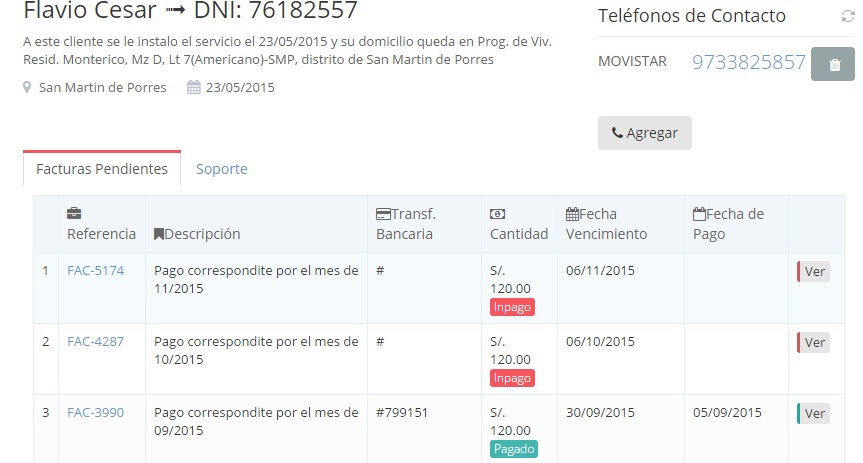 Flavio Cesar ➟ DNI: 76182557
A este cliente se le instalo el servicio el 23/05/2015 y su domicilio queda en Prog. de Viv.
Resid. Monterico, Mz D, Lt 7(Americano)-SMP, distrito de San Martin de Porres
San Martin de Porres 23/05/2015
Teléfonos de Contacto
MOVISTAR 9733825857
Agregar
Facturas Pendientes Soporte
Referencia
Descripción
Transf.
Bancaria
Cantidad
Fecha
Vencimiento
Fecha de
Pago
1 FAC-5174
Pago correspondite por el mes de
11/2015
#
S/.
120.00
Inpago
06/11/2015
Ver
2 FAC-4287
Pago correspondite por el mes de
10/2015
#
S/.
120.00
Inpago
06/10/2015
Ver
3 FAC-3990
Pago correspondite por el mes de
09/2015
#799151
S/.
120.00
Pagado
30/09/2015
05/09/2015
Ver